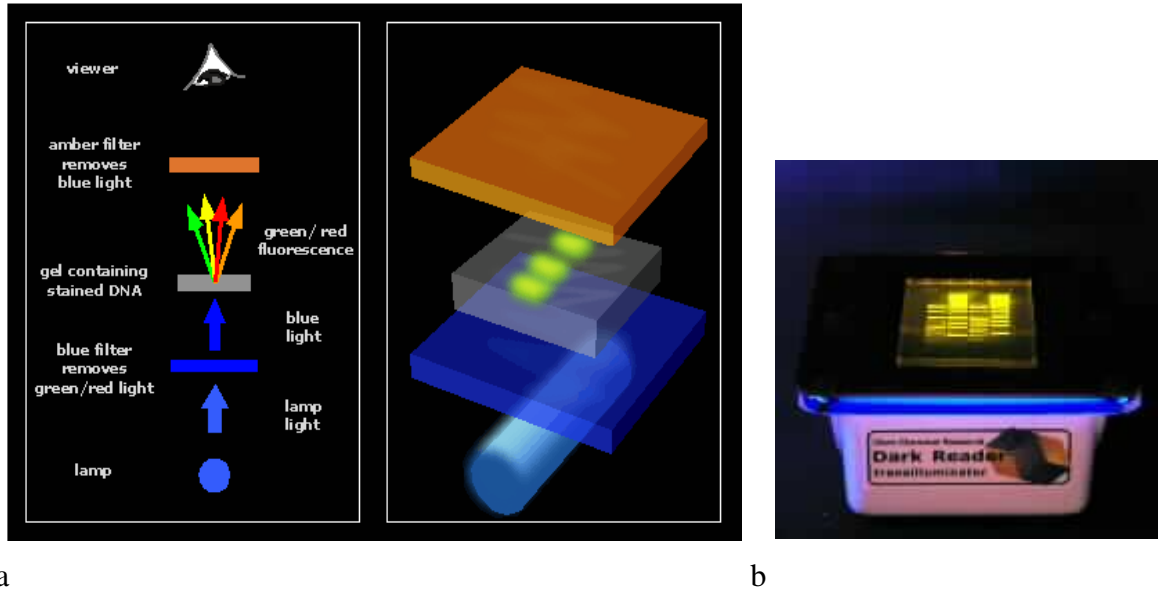 viewer
amber filter
removes
blue light
green/ red
fluorescence
gel containing
stained DNA
blue
light
blue filter
removes
green/red light
lamp
light
lamp
Dark Reader
transilluminator
a
b